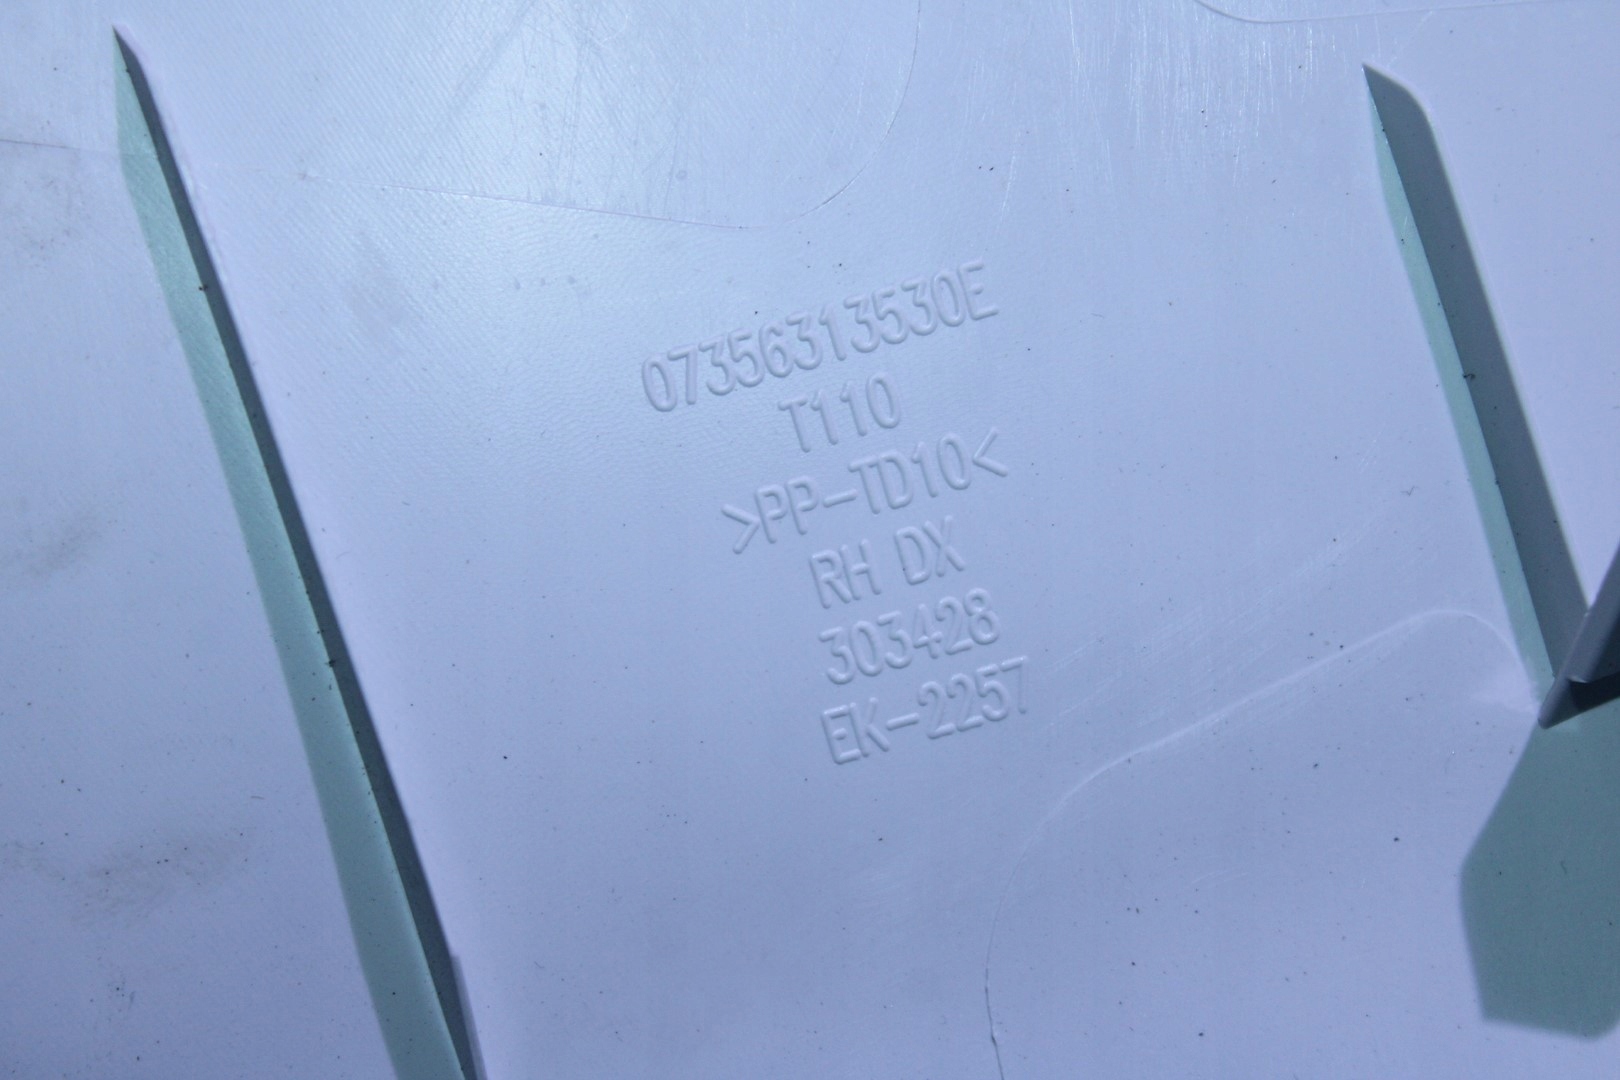 07356313530E
T110
>PP-TD10<
RH DX
303428
EK-2257